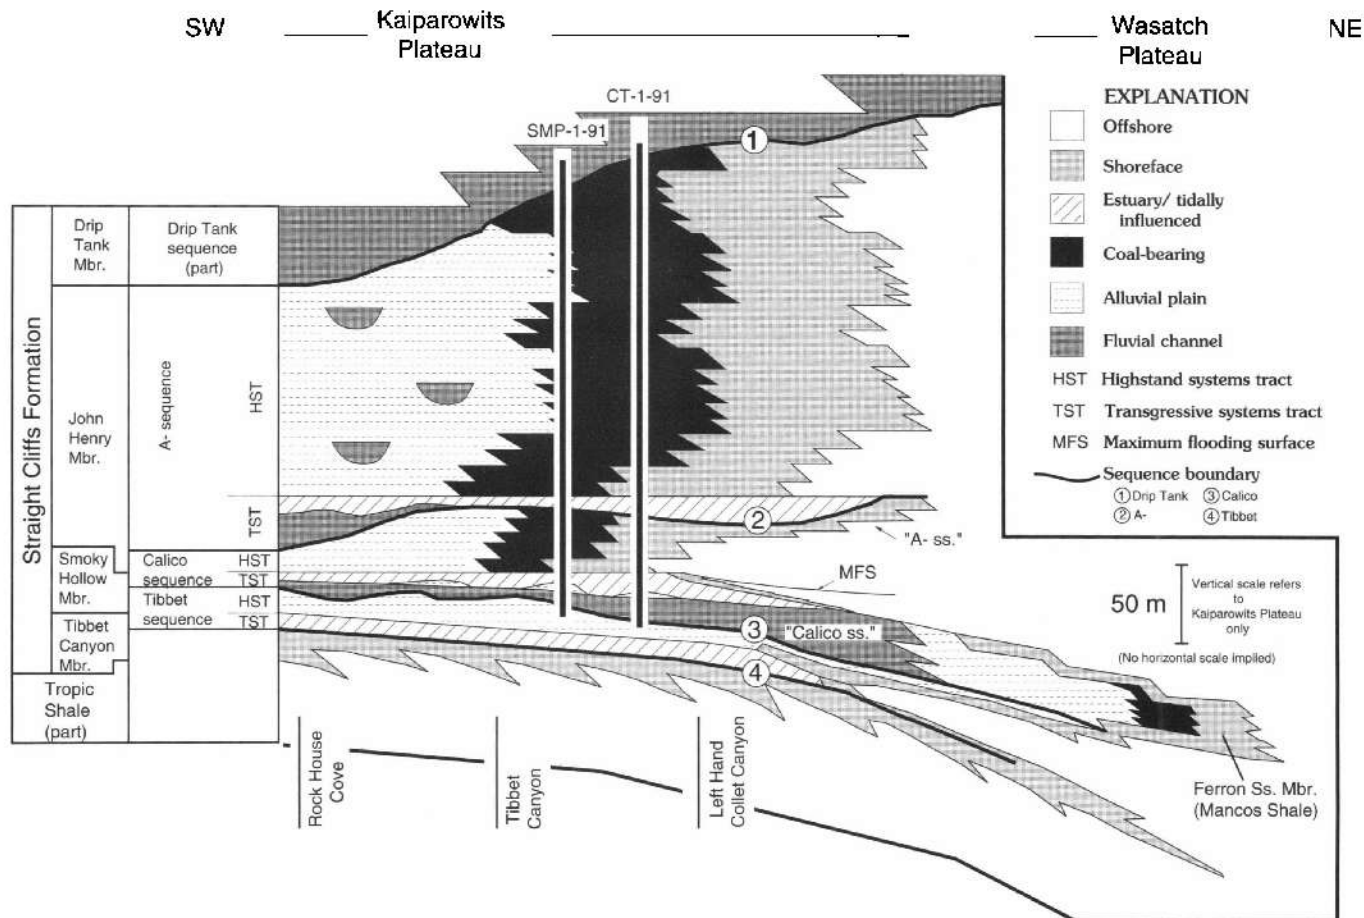 SW
Kaiparowits
Plateau
Wasatch
Plateau
NE
CT-1-91
SMP-1-91
EXPLANATION
Offshore
Shoreface
Estuary/ tidally
influenced
Coal-bearing
Alluvial plain
Fluvial channel
HST Highstand systems tract
TST Transgressive systems tract
MFS Maximum flooding surface
Sequence boundary
1 Drip Tank 3 Calico
2 A- 4 Tibbet
Straight Cliffs Formation
Drip
Tank
Mbr.
Drip Tank
sequence
(part)
John
Henry
Mbr.
A- sequence
HST
TST
Smoky
Hollow
Mbr.
Calico
sequence
HST
TST
Tibbet
sequence
HST
TST
Tibbet
Canyon
Mbr.
Tropic
Shale
(part)
1
2
3
4
"A- ss."
MFS
"Calico ss."
50 m
Vertical scale refers
to
Kaiparowits Plateau
only
(No horizontal scale implied)
Ferron Ss. Mbr.
(Mancos Shale)
Rock House
Cove
Tibbet
Canyon
Left Hand
Collet Canyon